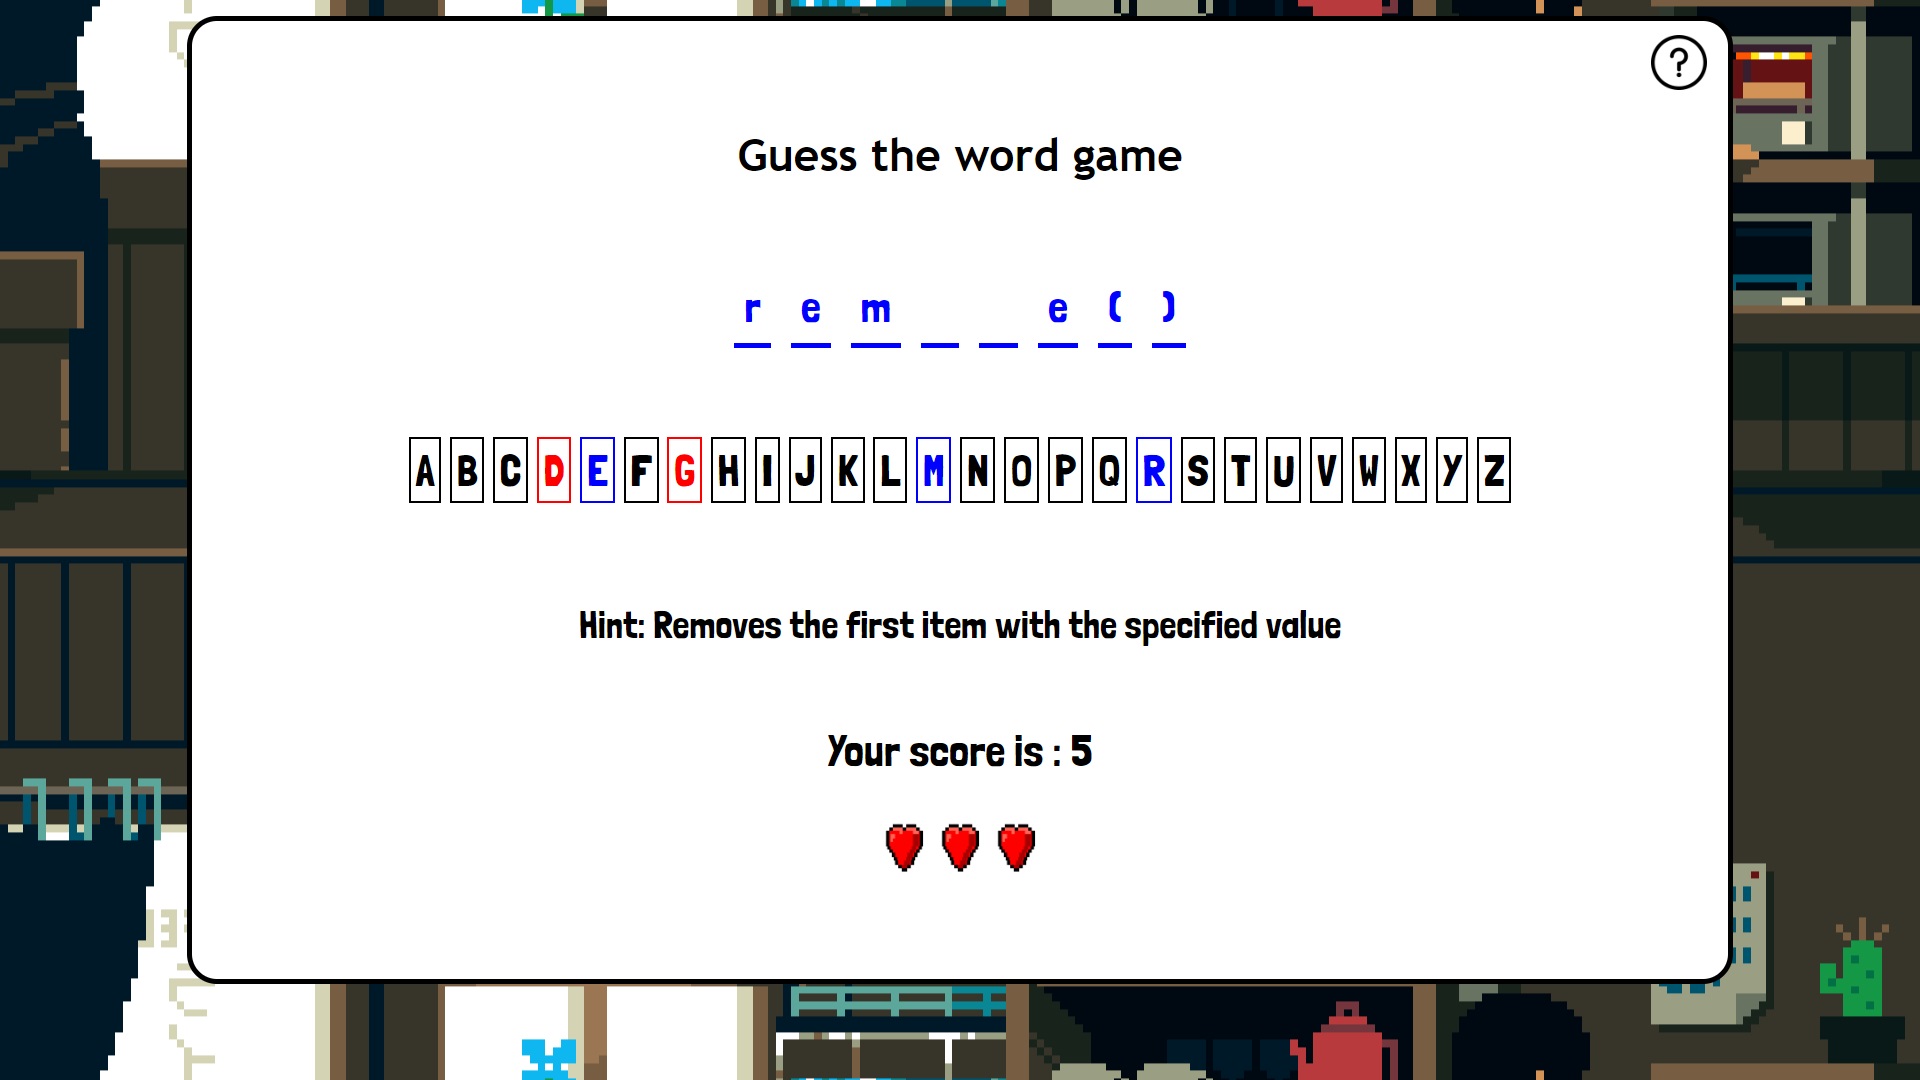 ?
Guess the word game
r e m _ _ e ( )
A B C D E F G H I J K L M N O P Q R S T U V W X Y Z
Hint: Removes the first item with the specified value
Your score is : 5